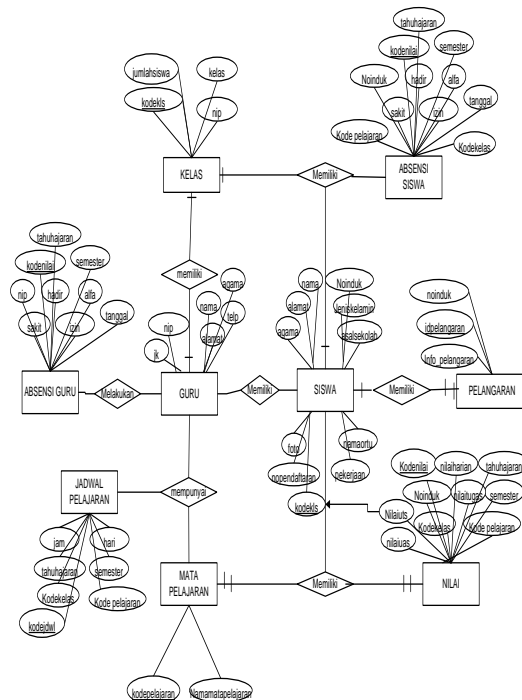 tahuhajaran
kodenilai
semester
Noinduk
hadir
alfa
sakit
izin
tanggal
Kode pelajaran
Kodekelas
ABSENSI
SISWA
jumlahsiswa
kelas
kodekls
nip
KELAS
Memiliki
tahuhajaran
kodenilai
semester
nip
hadir
alfa
sakit
izin
tanggal
ABSENSI GURU
Melakukan
memiliki
agama
nama
telp
nip
alamat
jk
GURU
Memiliki
nama
Noinduk
alamat
Jeniskelamin
agama
asalsekolah
SISWA
foto
namaortu
nopendaftaran
pekerjaan
kodekls
Memiliki
noinduk
idpelangaran
Info_pelangaran
PELANGARAN
JADWAL
PELAJARAN
mempunyai
jam
hari
tahuhajaran
semester
Kodekelas
Kode pelajaran
kodejdwl
MATA
PELAJARAN
kodepelajaran
Namamatapelajaran
Memiliki
Kodenilai
nilaiharian
tahuhajaran
Noinduk
nilaitugas
semester
Nilaiuts
Kodekelas
Kode pelajaran
nilaiuas
NILAI